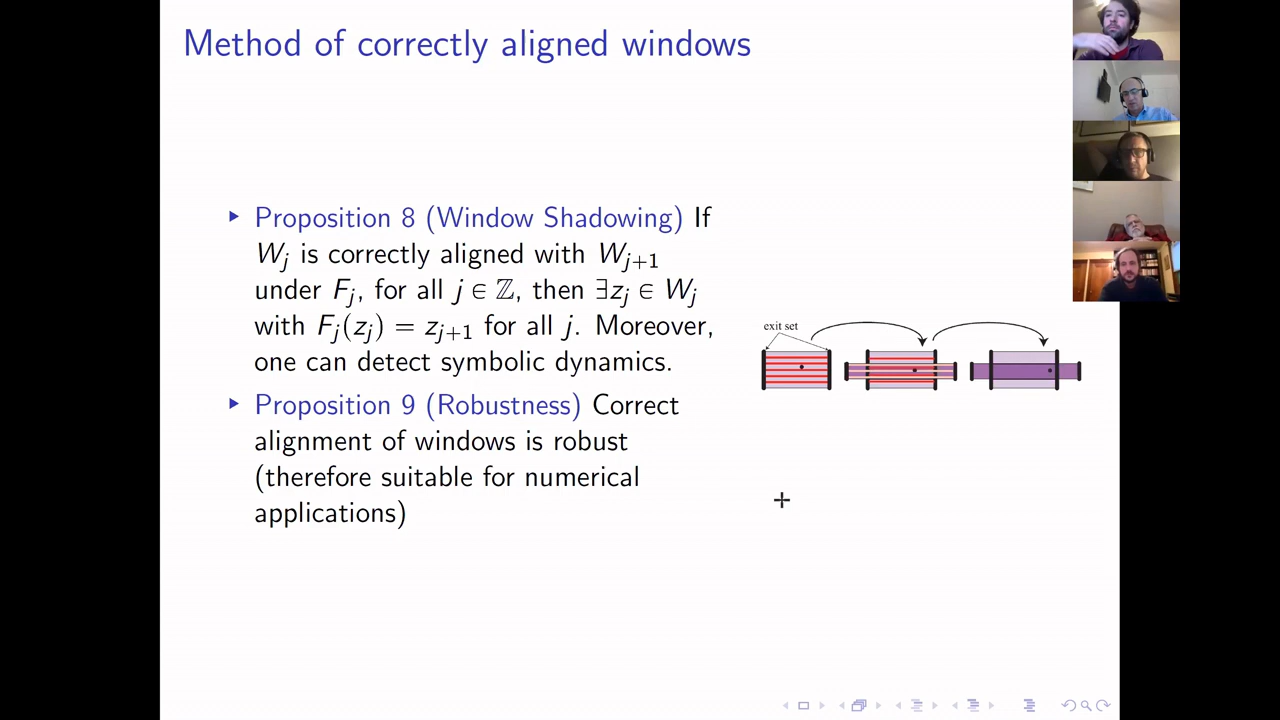 Method of correctly aligned windows
▸ Proposition 8 (Window Shadowing) If
W_j is correctly aligned with W_{j+1}
under F_j, for all j ∈ ℤ, then ∃z_j ∈ W_j
with F_j(z_j) = z_{j+1} for all j. Moreover,
one can detect symbolic dynamics.
▸ Proposition 9 (Robustness) Correct
alignment of windows is robust
(therefore suitable for numerical
applications)
exit set